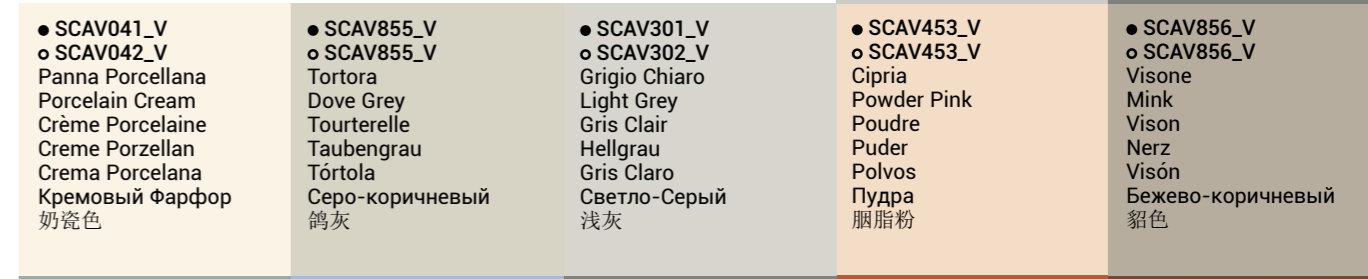 ● SCAV041_V
○ SCAV042_V
Panna Porcellana
Porcelain Cream
Crème Porcelaine
Creme Porzellan
Crema Porcelana
Кремовый Фарфор
奶瓷色
● SCAV855_V
○ SCAV855_V
Tortora
Dove Grey
Tourterelle
Taubengrau
Tórtola
Серо-коричневый
鸽灰
● SCAV301_V
○ SCAV302_V
Grigio Chiaro
Light Grey
Gris Clair
Hellgrau
Gris Claro
Светло-Серый
浅灰
● SCAV453_V
○ SCAV453_V
Cipria
Powder Pink
Poudre
Puder
Polvos
Пудра
胭脂粉
● SCAV856_V
○ SCAV856_V
Visone
Mink
Vison
Nerz
Visón
Бежево-коричневый
貂色